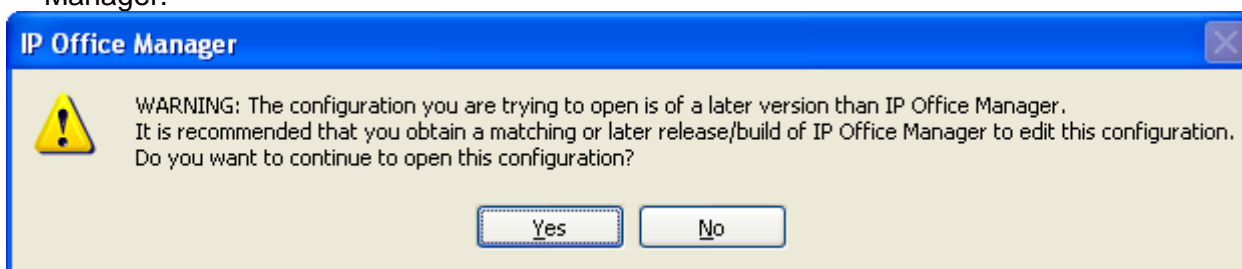 Manager.
IP Office Manager
WARNING: The configuration you are trying to open is of a later version than IP Office Manager.
It is recommended that you obtain a matching or later release/build of IP Office Manager to edit this configuration.
Do you want to continue to open this configuration?
Yes No